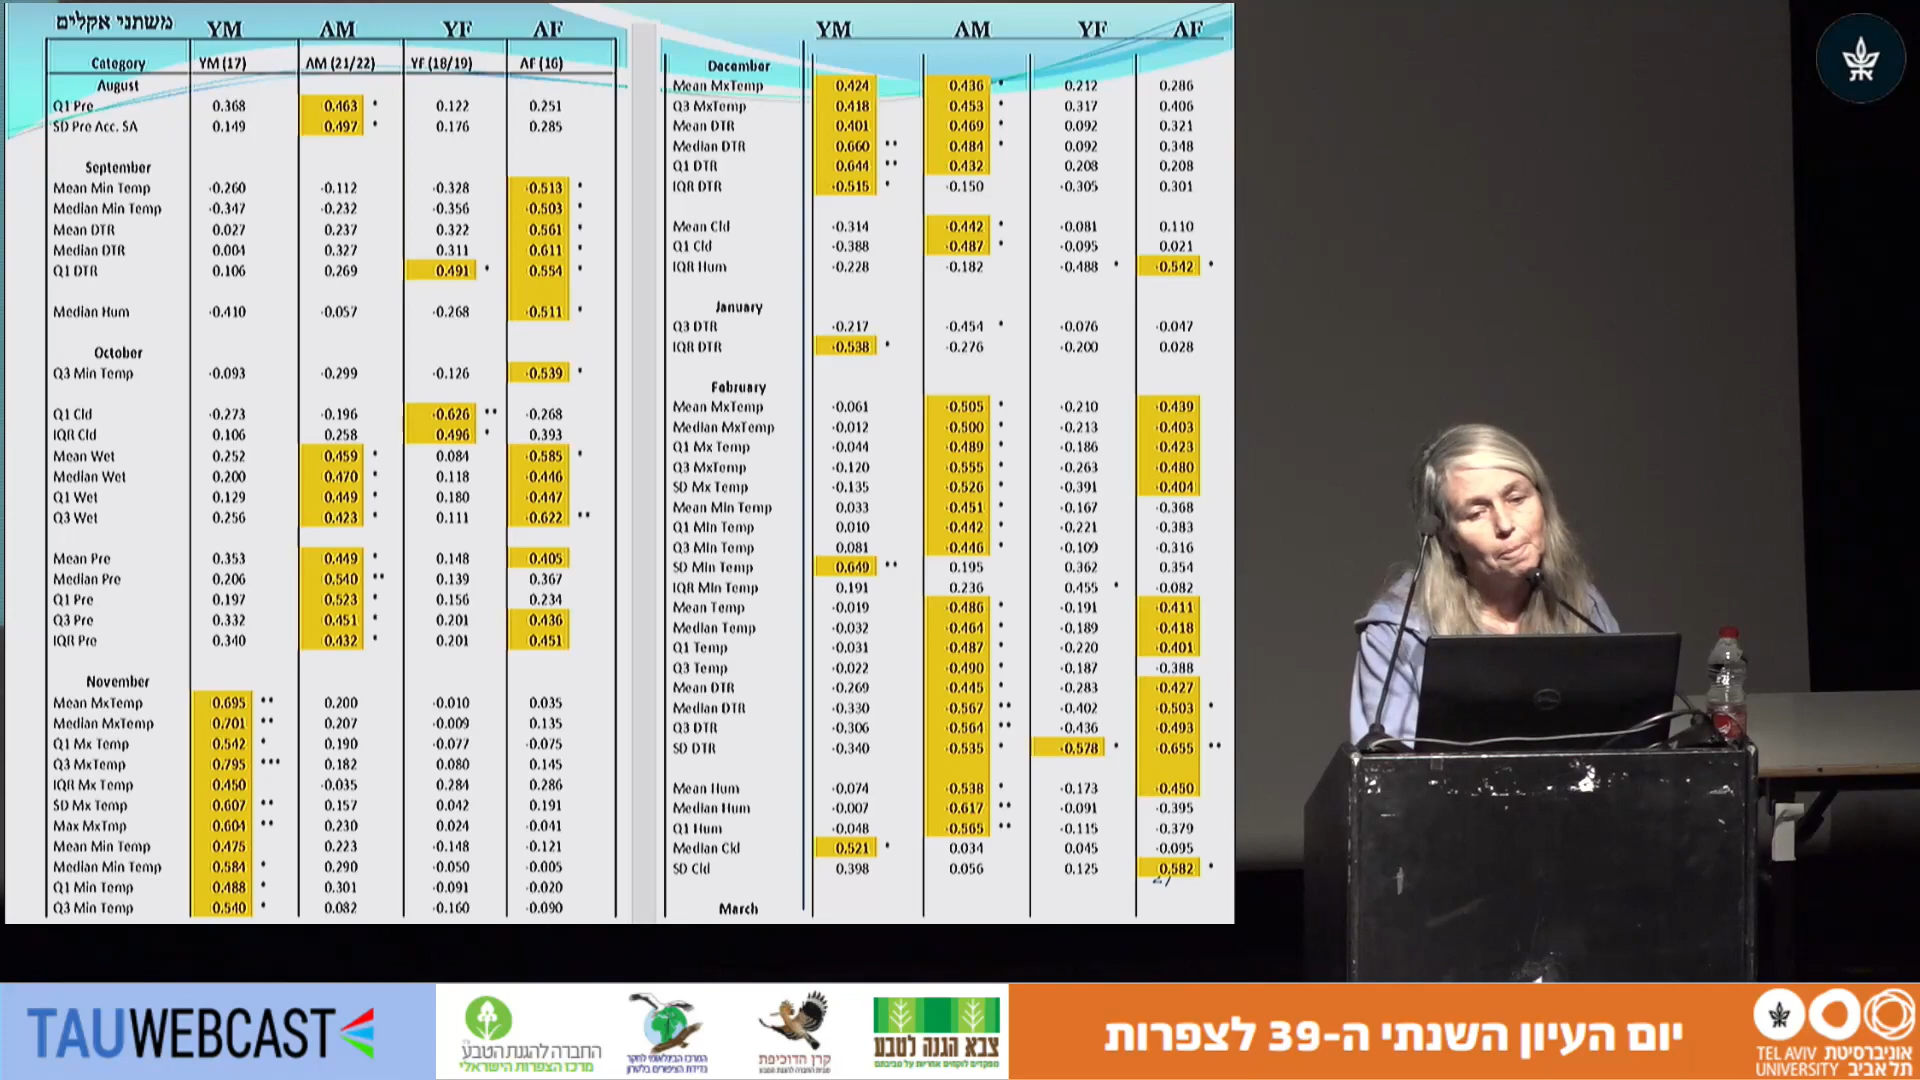 משתני אקלים YM AM YF AF
Category YM (17) AM (21/22) YF (18/19) AF (16)
August
Q1 Pre 0.368 0.463 * 0.122 0.251
SD Pre Acc. SA 0.149 0.497 * 0.176 0.285
September
Mean Min Temp -0.260 -0.112 -0.328 -0.513 *
Median Min Temp -0.347 -0.232 -0.356 -0.503 *
Mean DTR 0.027 0.237 0.322 0.561 *
Median DTR 0.004 0.327 0.311 0.611 *
Q1 DTR 0.106 0.269 0.491 * 0.554 *
Median Hum -0.410 -0.057 -0.268 -0.511 *
October
Q3 Min Temp -0.093 -0.299 -0.126 -0.539 *
Q1 Cld -0.273 -0.196 -0.626 ** -0.268
IQR Cld 0.106 0.258 0.496 * 0.393
Mean Wet 0.252 0.459 * 0.084 0.585 *
Median Wet 0.200 0.470 * 0.118 0.446
Q1 Wet 0.129 0.449 * 0.180 0.447
Q3 Wet 0.256 0.423 * 0.111 0.622 **
Mean Pre 0.353 0.449 * 0.148 0.405
Median Pre 0.206 0.540 ** 0.139 0.367
Q1 Pre 0.197 0.523 * 0.156 0.234
Q3 Pre 0.332 0.451 * 0.201 0.436
IQR Pre 0.340 0.432 * 0.201 0.451
November
Mean MxTemp 0.695 ** 0.200 -0.010 0.035
Median MxTemp 0.701 ** 0.207 -0.009 0.135
Q1 Mx Temp 0.542 * 0.190 -0.077 -0.075
Q3 MxTemp 0.795 *** 0.182 0.080 0.145
IQR Mx Temp 0.450 -0.035 0.284 0.286
SD Mx Temp 0.607 ** 0.157 0.042 0.191
Max MxTmp 0.604 ** 0.230 0.024 -0.041
Mean Min Temp 0.475 0.223 -0.148 -0.121
Median Min Temp 0.584 * 0.290 -0.050 -0.005
Q1 Min Temp 0.488 * 0.301 -0.091 -0.020
Q3 Min Temp 0.540 * 0.082 -0.160 -0.090
YM AM YF AF
December
Mean MxTemp 0.424 0.436 * 0.212 0.286
Q3 MxTemp 0.418 0.453 * 0.317 0.406
Mean DTR 0.401 0.469 * 0.092 0.321
Median DTR 0.660 ** 0.484 * 0.092 0.348
Q1 DTR 0.644 ** 0.432 0.208 0.208
IQR DTR -0.515 * -0.150 -0.305 0.301
Mean Cld -0.314 -0.442 * -0.081 0.110
Q1 Cld -0.388 -0.487 * -0.095 0.021
IQR Hum -0.228 -0.182 -0.488 * -0.542 *
January
Q3 DTR -0.217 -0.454 * -0.076 -0.047
IQR DTR -0.538 * -0.276 -0.200 0.028
February
Mean MxTemp -0.061 -0.505 * -0.210 -0.439
Median MxTemp -0.012 -0.500 * -0.213 -0.403
Q1 Mx Temp -0.044 -0.489 * -0.186 -0.423
Q3 MxTemp -0.120 -0.555 * -0.263 -0.480
SD Mx Temp -0.135 -0.526 * -0.391 -0.404
Mean Min Temp 0.033 -0.451 * -0.167 -0.368
Q1 Min Temp 0.010 -0.442 * -0.221 -0.383
Q3 Min Temp 0.081 -0.446 * -0.109 -0.316
SD Min Temp 0.649 ** 0.195 0.362 0.354
IQR Min Temp 0.191 0.236 0.455 * -0.082
Mean Temp -0.019 -0.486 * -0.191 -0.411
Median Temp -0.032 -0.464 * -0.189 -0.418
Q1 Temp -0.031 -0.487 * -0.220 -0.401
Q3 Temp -0.022 -0.490 * -0.187 -0.388
Mean DTR -0.269 -0.445 * -0.283 -0.427
Median DTR -0.330 -0.567 ** -0.402 -0.503 *
Q3 DTR -0.306 -0.564 ** -0.436 -0.493
SD DTR -0.340 -0.535 * -0.578 * -0.655 **
Mean Hum -0.074 -0.538 * -0.173 -0.450
Median Hum -0.007 -0.617 ** -0.091 -0.395
Q1 Hum -0.048 -0.565 ** -0.115 -0.379
Median Ckl 0.521 * 0.034 0.045 -0.095
SD Cld 0.398 0.056 0.125 0.582 *
March
TAUWEBCAST
החברה להגנת הטבע
מרכז הצפרות הישראלי
המרכז הבינלאומי לחקר
נדידת הציפורים בלטרון
קרן הדוכיפת
צבא הגנה לטבע
מפקדים לוקחים אחריות על סביבתם
יום העיון השנתי ה-39 לצפרות
TEL AVIV UNIVERSITY
אוניברסיטת תל אביב